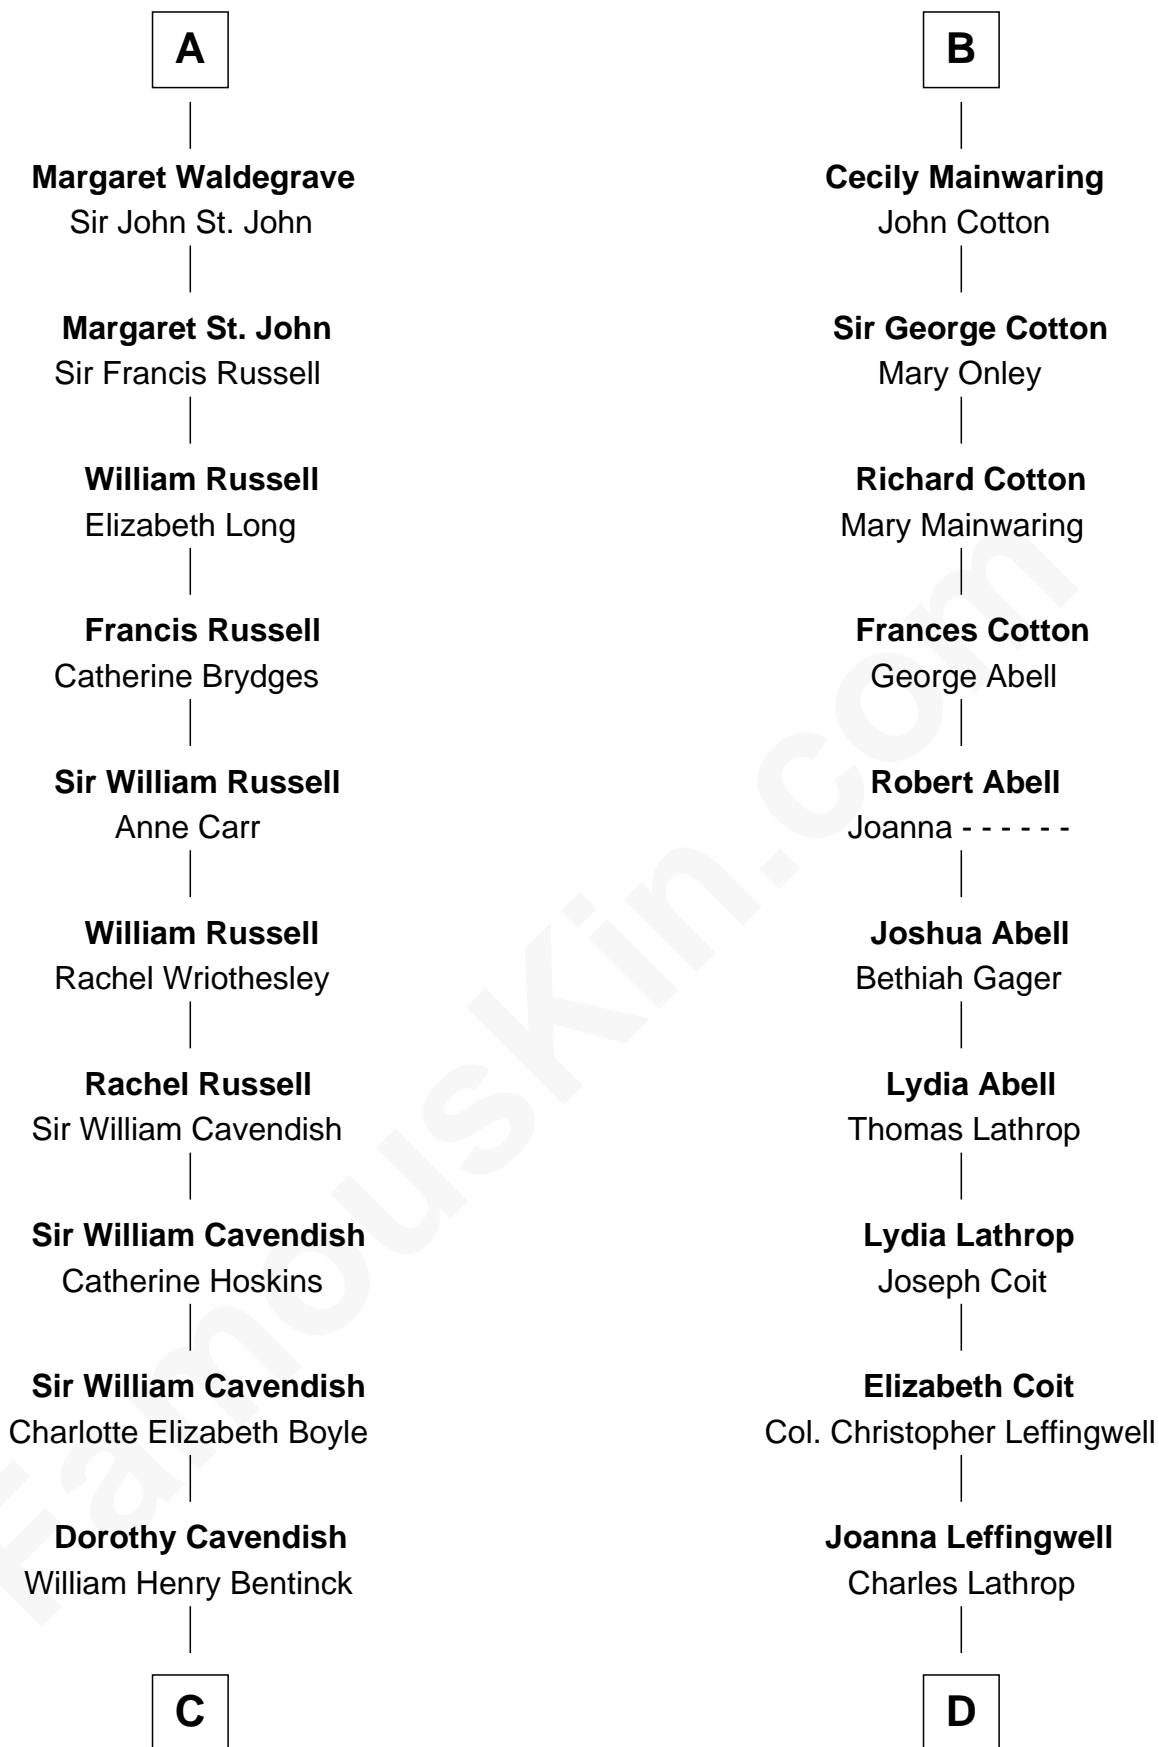 A
Margaret Waldegrave
Sir John St. John
Margaret St. John
Sir Francis Russell
William Russell
Elizabeth Long
Francis Russell
Catherine Brydges
Sir William Russell
Anne Carr
William Russell
Rachel Wriothesley
Rachel Russell
Sir William Cavendish
Sir William Cavendish
Catherine Hoskins
Sir William Cavendish
Charlotte Elizabeth Boyle
Dorothy Cavendish
William Henry Bentinck
C
B
Cecily Mainwaring
John Cotton
Sir George Cotton
Mary Onley
Richard Cotton
Mary Mainwaring
Frances Cotton
George Abell
Robert Abell
Joanna - - - - - -
Joshua Abell
Bethiah Gager
Lydia Abell
Thomas Lathrop
Lydia Lathrop
Joseph Coit
Elizabeth Coit
Col. Christopher Leffingwell
Joanna Leffingwell
Charles Lathrop
D
FamousKin.com